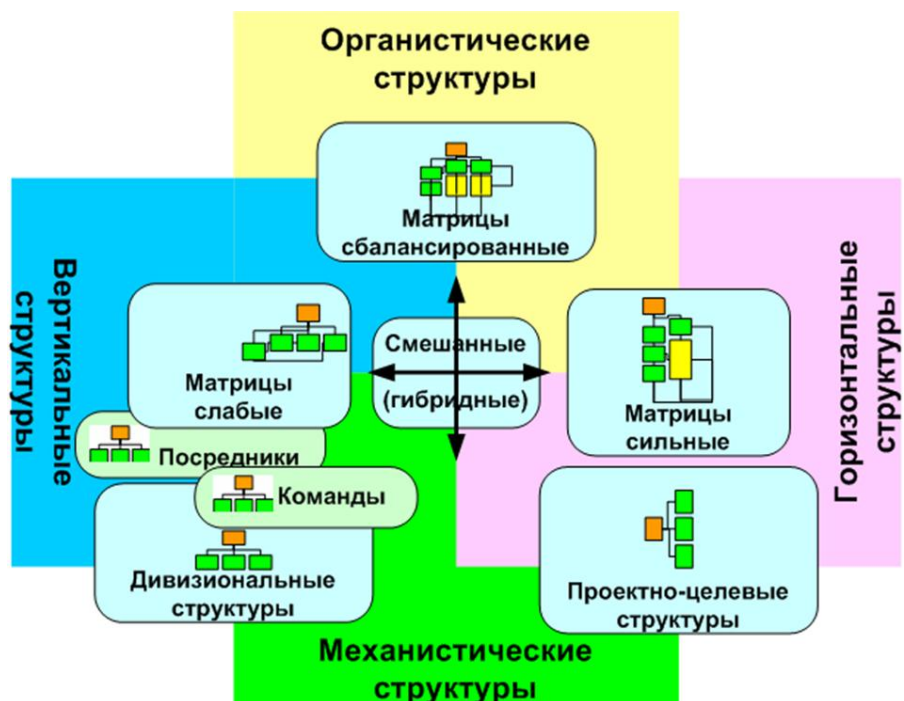 Органистические
структуры
Матрицы
сбалансированные
Вертикальные
структуры
Горизонтальные
структуры
Матрицы
слабые
Смешанные
(гибридные)
Матрицы
сильные
Посредники
Команды
Дивизиональные
структуры
Проектно-целевые
структуры
Механистические
структуры